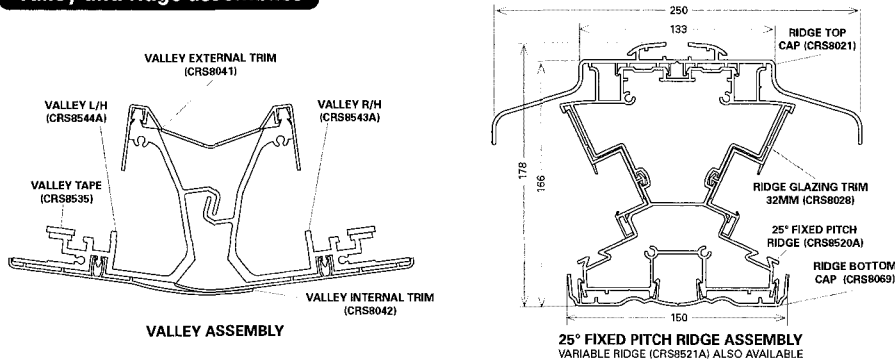 250
133
RIDGE TOP
CAP (CRS8021)
VALLEY EXTERNAL TRIM
(CRS8041)
VALLEY L/H
(CRS8544A)
VALLEY R/H
(CRS8543A)
178
166
VALLEY TAPE
(CRS8535)
RIDGE GLAZING TRIM
32MM (CRS8028)
25° FIXED PITCH
RIDGE (CRS8520A)
RIDGE BOTTOM
CAP (CRS8069)
VALLEY INTERNAL TRIM
(CRS8042)
150
VALLEY ASSEMBLY
25° FIXED PITCH RIDGE ASSEMBLY
VARIABLE RIDGE (CRS8521A) ALSO AVAILABLE